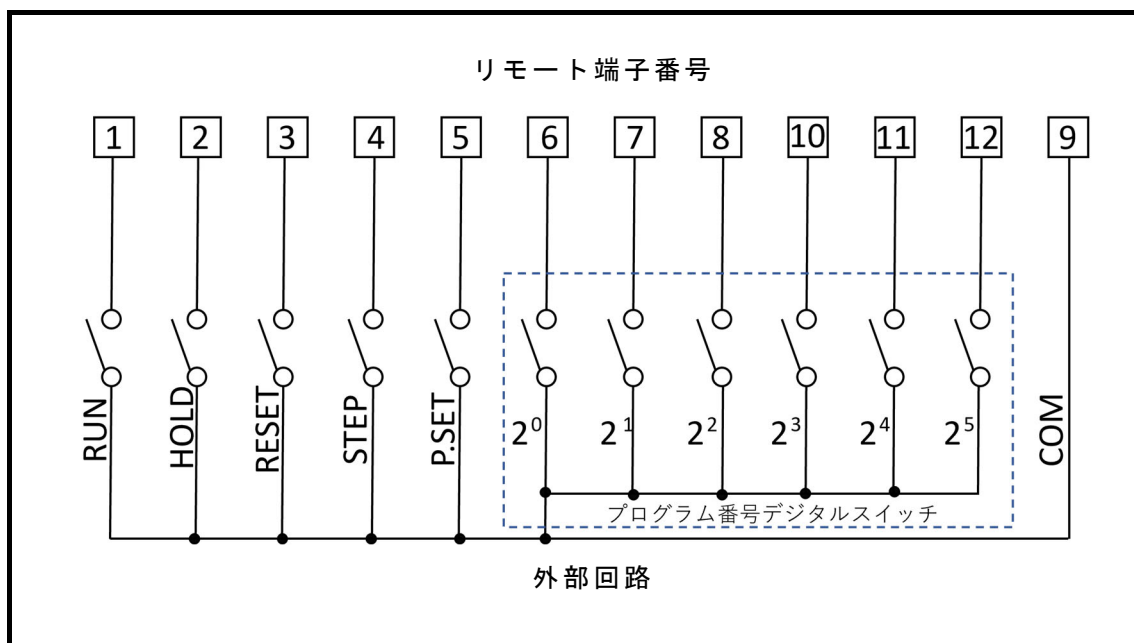 リモート端子番号
1 2 3 4 5 6 7 8 10 11 12 9
RUN
HOLD
RESET
STEP
P.SET
2⁰ 2¹ 2² 2³ 2⁴ 2⁵
COM
プログラム番号デジタルスイッチ
外部回路